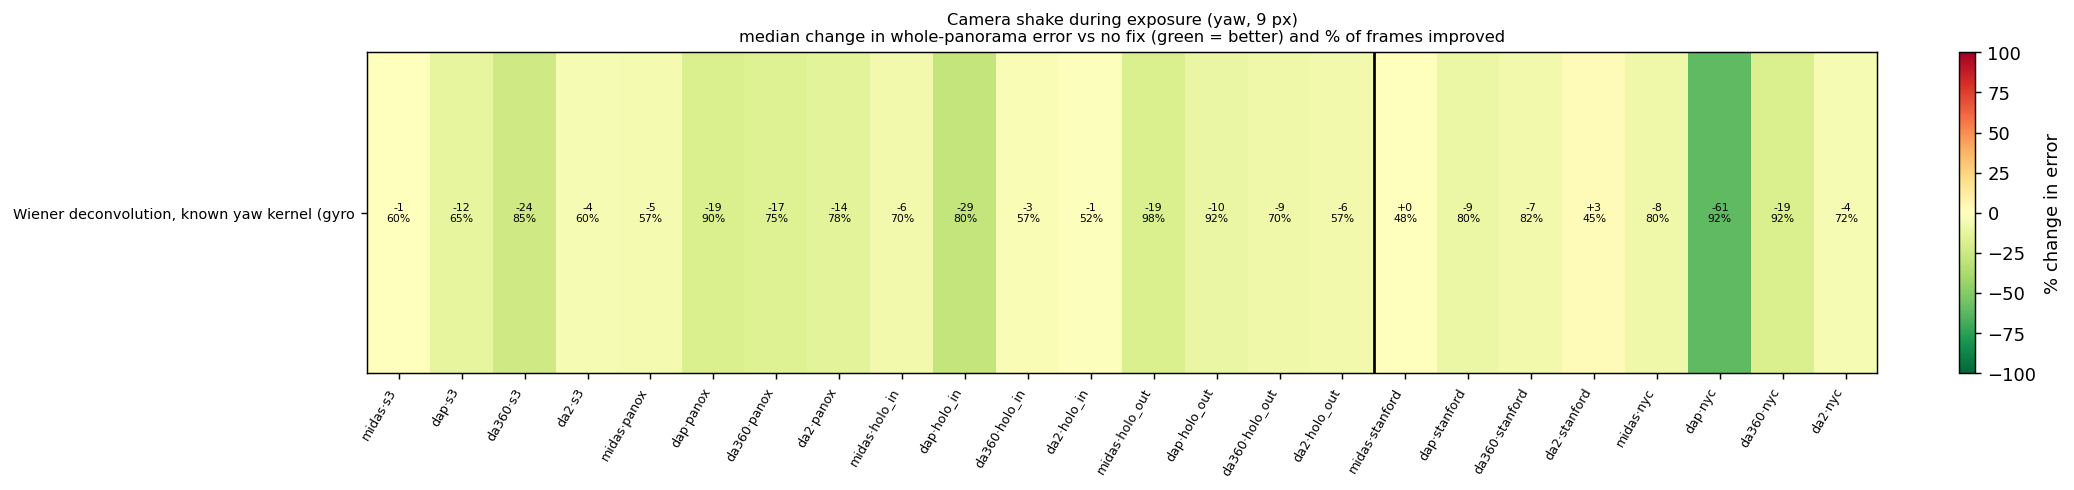 Camera shake during exposure (yaw, 9 px)
median change in whole-panorama error vs no fix (green = better) and % of frames improved
Wiener deconvolution, known yaw kernel (gyro
-1 -12 -24 -4 -5 -19 -17 -14 -6 -29 -3 -1 -19 -10 -9 -6 +0 -9 -7 +3 -8 -61 -19 -4
60% 65% 85% 60% 57% 90% 75% 78% 70% 80% 57% 52% 98% 92% 70% 57% 48% 80% 82% 45% 80% 92% 92% 72%
midas·s3
dap·s3
da360·s3
da2·s3
midas·panox
dap·panox
da360·panox
da2·panox
midas·holo_in
dap·holo_in
da360·holo_in
da2·holo_in
midas·holo_out
dap·holo_out
da360·holo_out
da2·holo_out
midas·stanford
dap·stanford
da360·stanford
da2·stanford
midas·nyc
dap·nyc
da360·nyc
da2·nyc
100
75
50
25
0
−25
−50
−75
−100
% change in error